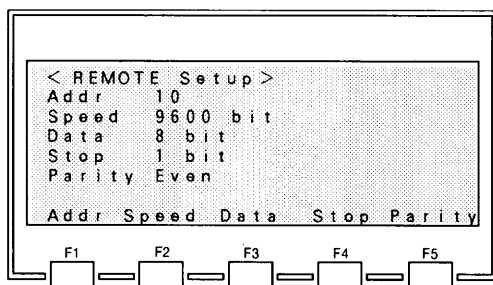 < REMOTE Setup >
Addr 10
Speed 9600 bit
Data 8 bit
Stop 1 bit
Parity Even
Addr Speed Data Stop Parity
F1 F2 F3 F4 F5